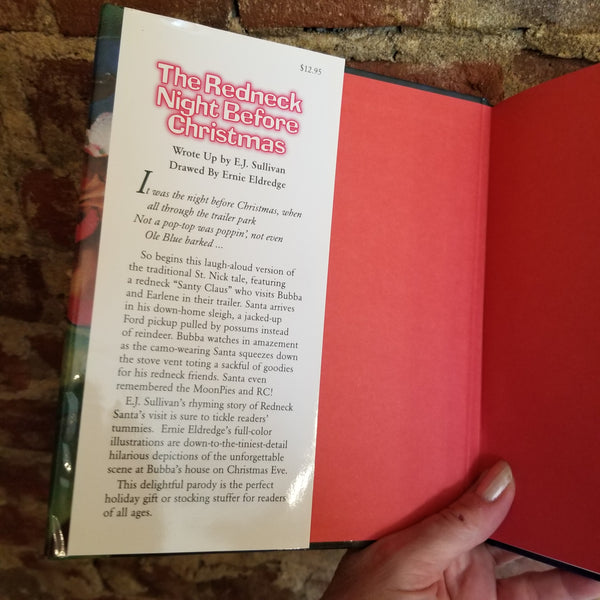 $12.95
The Redneck
Night Before
Christmas
Wrote Up by E.J. Sullivan
Drawed By Ernie Eldredge
It was the night before Christmas, when
all through the trailer park
Not a pop-top was poppin', not even
Ole Blue barked ...
So begins this laugh-aloud version of
the traditional St. Nick tale, featuring
a redneck "Santy Claus" who visits Bubba
and Earlene in their trailer. Santa arrives
in his down-home sleigh, a jacked-up
Ford pickup pulled by possums instead
of reindeer. Bubba watches in amazement
as the camo-wearing Santa squeezes down
the stove vent toting a sackful of goodies
for his redneck friends. Santa even
remembered the MoonPies and RC!
E.J. Sullivan's rhyming story of Redneck
Santa's visit is sure to tickle readers'
tummies. Ernie Eldredge's full-color
illustrations are down-to-the-tiniest-detail
hilarious depictions of the unforgettable
scene at Bubba's house on Christmas Eve.
This delightful parody is the perfect
holiday gift or stocking stuffer for readers
of all ages.